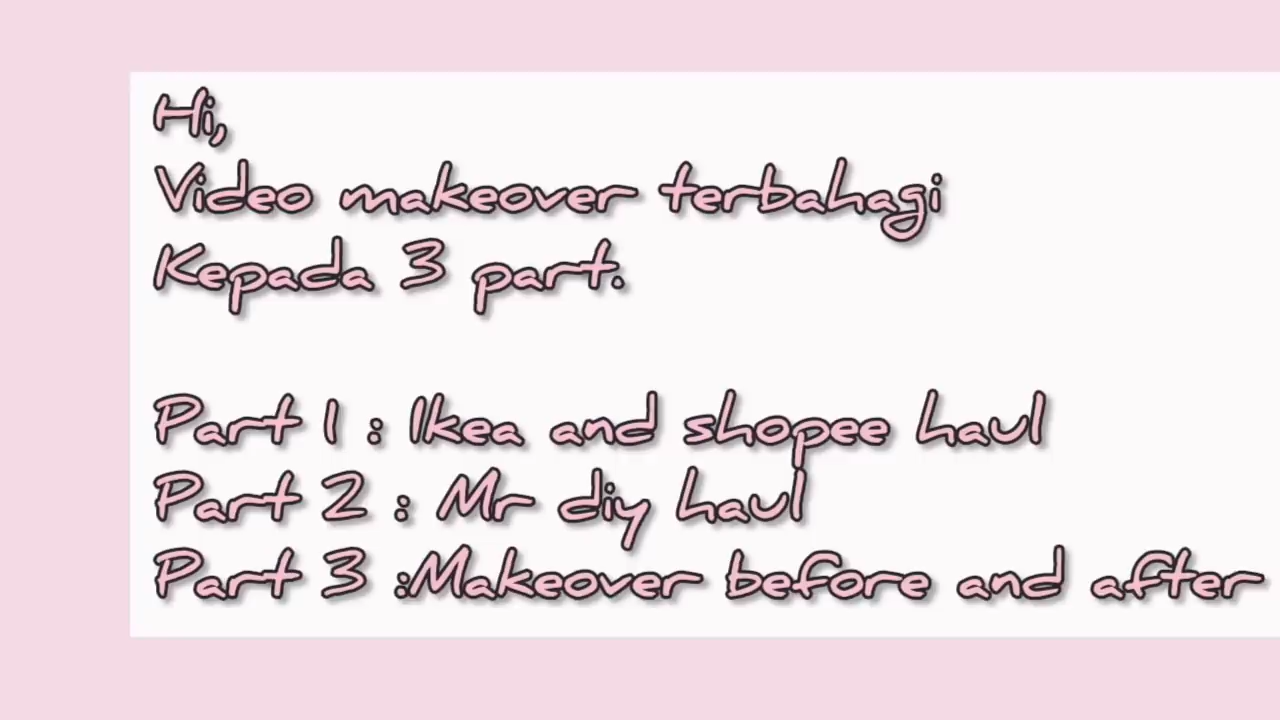 Hi,
Video makeover terbahagi
Kepada 3 part.
Part 1 : Ikea and shopee haul
Part 2 : Mr diy haul
Part 3 :Makeover before and after